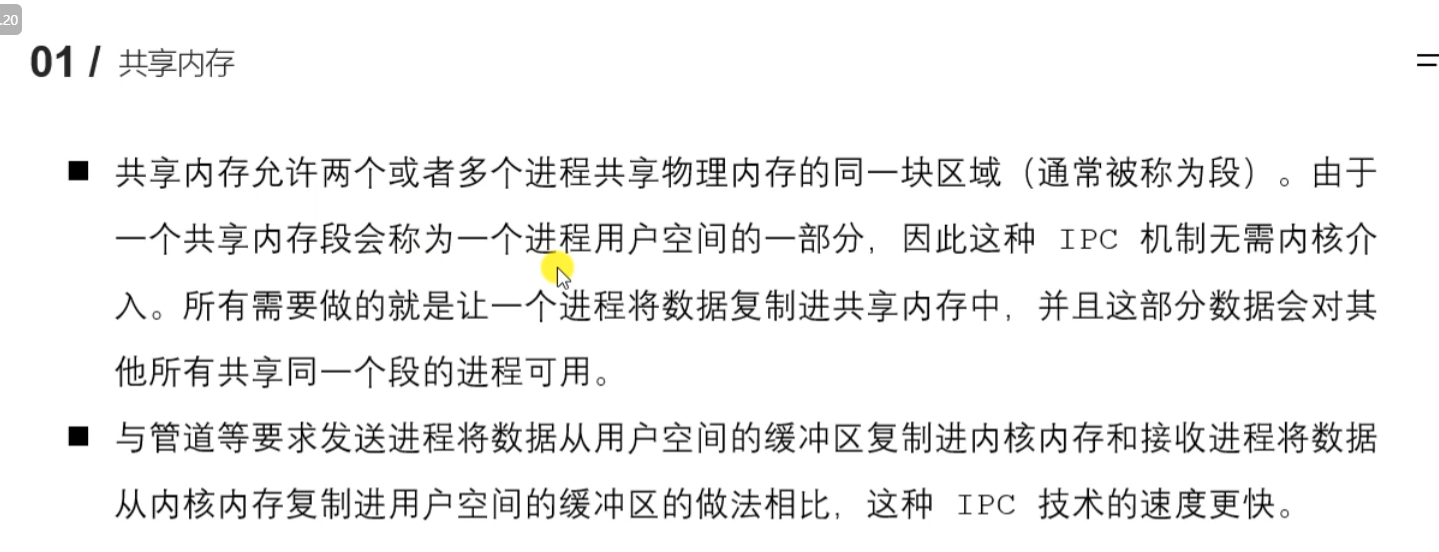 .20
01 / 共享内存
■ 共享内存允许两个或者多个进程共享物理内存的同一块区域（通常被称为段）。由于
一个共享内存段会称为一个进程用户空间的一部分，因此这种 IPC 机制无需内核介
入。所有需要做的就是让一个进程将数据复制进共享内存中，并且这部分数据会对其
他所有共享同一个段的进程可用。
■ 与管道等要求发送进程将数据从用户空间的缓冲区复制进内核内存和接收进程将数据
从内核内存复制进用户空间的缓冲区的做法相比，这种 IPC 技术的速度更快。